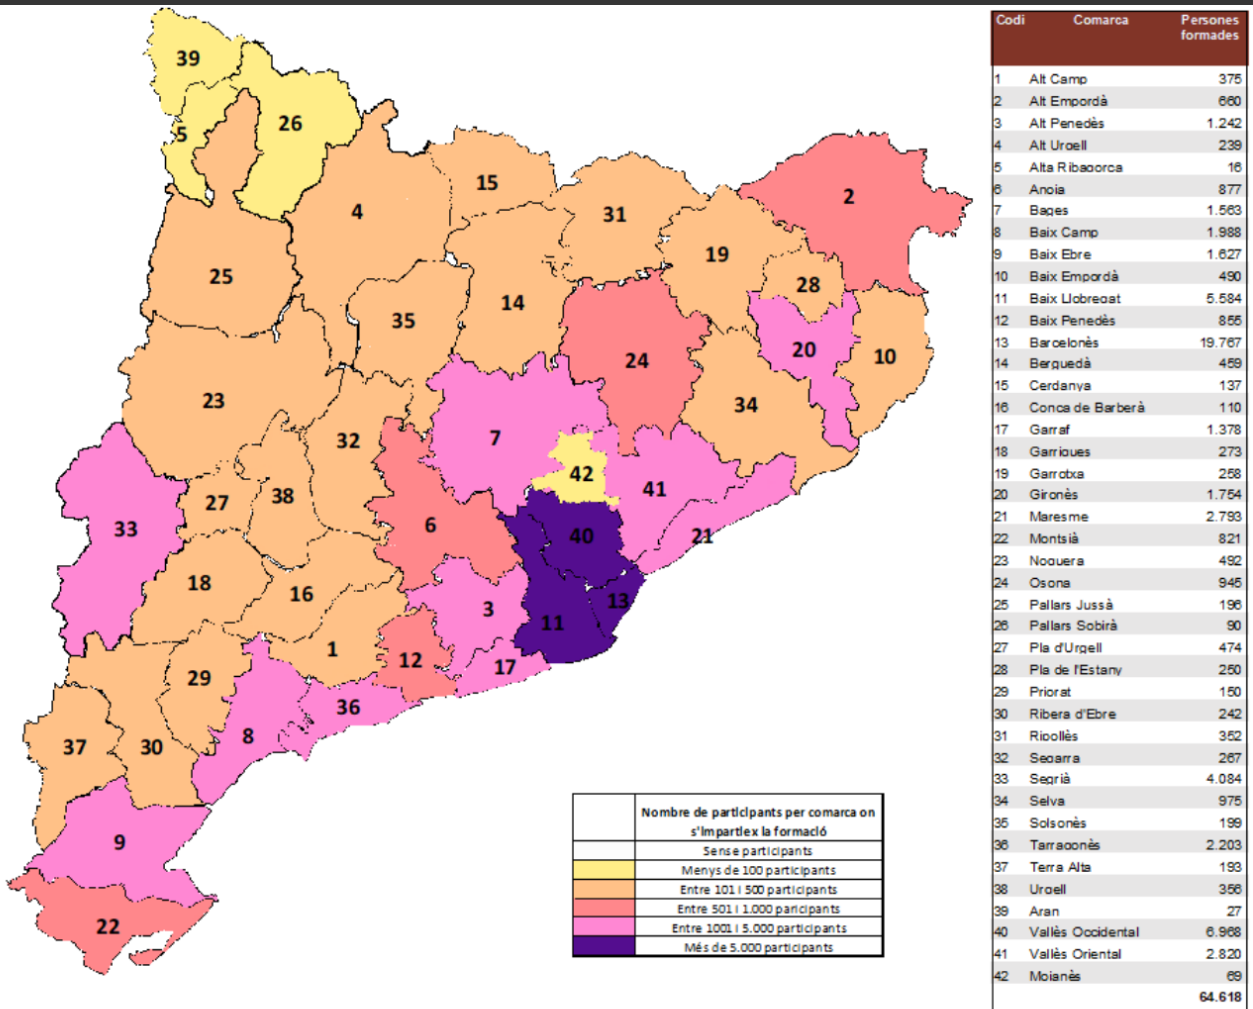 39
26
5
15
2
4
31
19
25
28
14
35
20
10
24
23
34
32
7
42
41
27
38
33
6
40
21
18
16
13
3
11
1
12
17
29
36
8
37
30
9
22
Nombre de participants per comarca on
s'imparteix la formació
Sense participants
Menys de 100 participants
Entre 101 i 500 participants
Entre 501 i 1.000 paricipants
Entre 1001 i 5.000 participants
Més de 5.000 participants
Codi Comarca Persones
formades
1 Alt Camp 375
2 Alt Empordà 660
3 Alt Penedès 1.242
4 Alt Urgell 239
5 Alta Ribagorça 16
6 Anoia 877
7 Bages 1.563
8 Baix Camp 1.988
9 Baix Ebre 1.627
10 Baix Empordà 490
11 Baix Llobregat 5.584
12 Baix Penedès 855
13 Barcelonès 19.767
14 Berguedà 459
15 Cerdanya 137
16 Conca de Barberà 110
17 Garraf 1.378
18 Garrigues 273
19 Garrotxa 258
20 Gironès 1.754
21 Maresme 2.793
22 Montsià 821
23 Noguera 492
24 Osona 945
25 Pallars Jussà 196
26 Pallars Sobirà 90
27 Pla d'Urgell 474
28 Pla de l'Estany 250
29 Priorat 150
30 Ribera d'Ebre 242
31 Ripollès 352
32 Segarra 267
33 Segrià 4.084
34 Selva 975
35 Solsonès 199
36 Tarragonès 2.203
37 Terra Alta 193
38 Urgell 356
39 Aran 27
40 Vallès Occidental 6.968
41 Vallès Oriental 2.820
42 Moianès 69
64.618